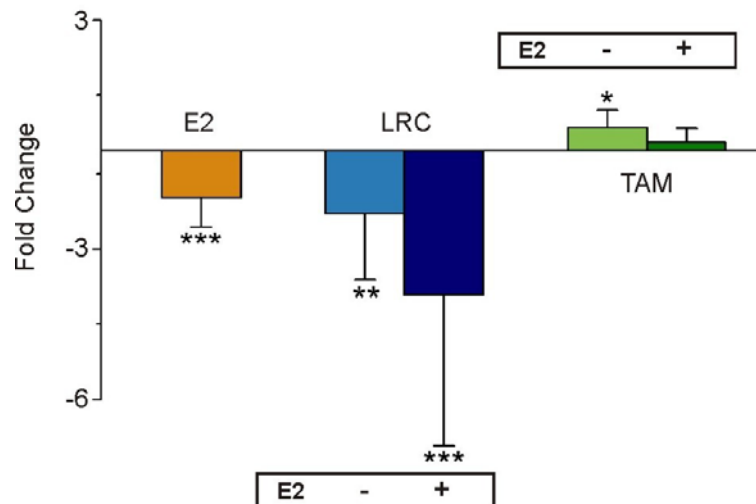 3
E2 - +
*
E2 LRC
TAM
Fold Change
***
-3
**
-6
***
E2 - +